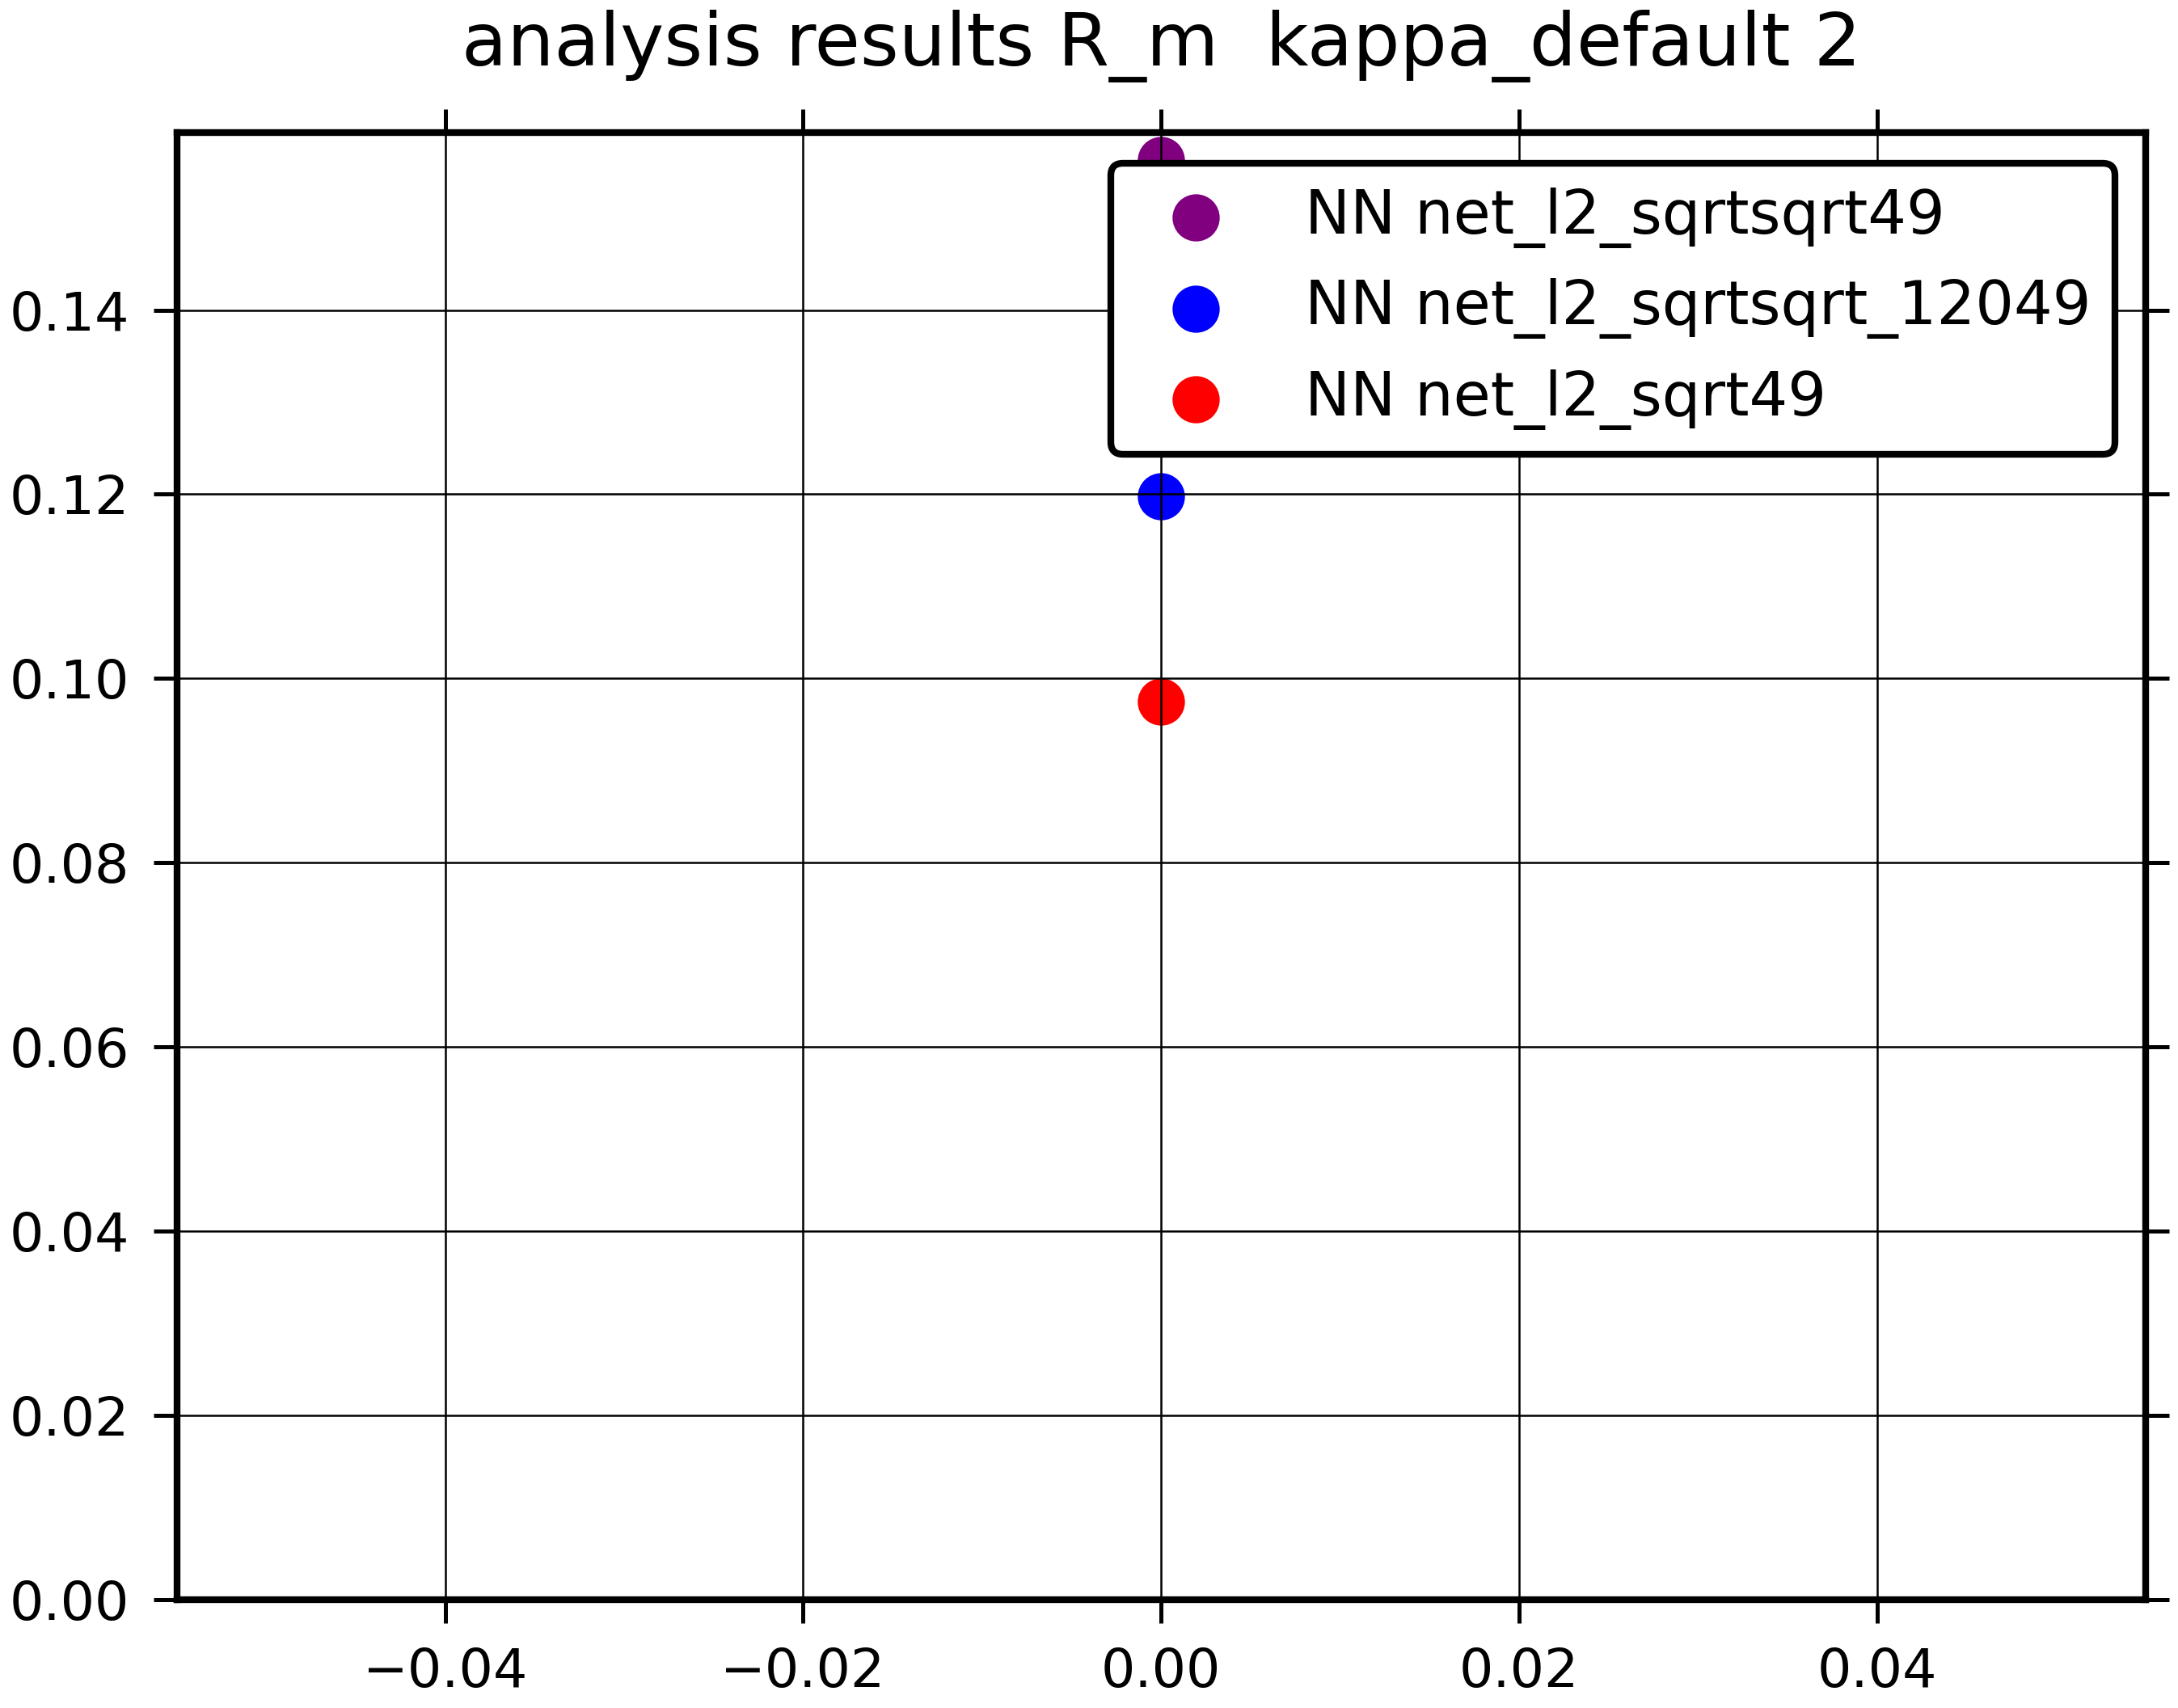 analysis results R_m  kappa_default 2
NN net_l2_sqrtsqrt49
NN net_l2_sqrtsqrt_12049
NN net_l2_sqrt49
0.14
0.12
0.10
0.08
0.06
0.04
0.02
0.00
−0.04 −0.02 0.00 0.02 0.04